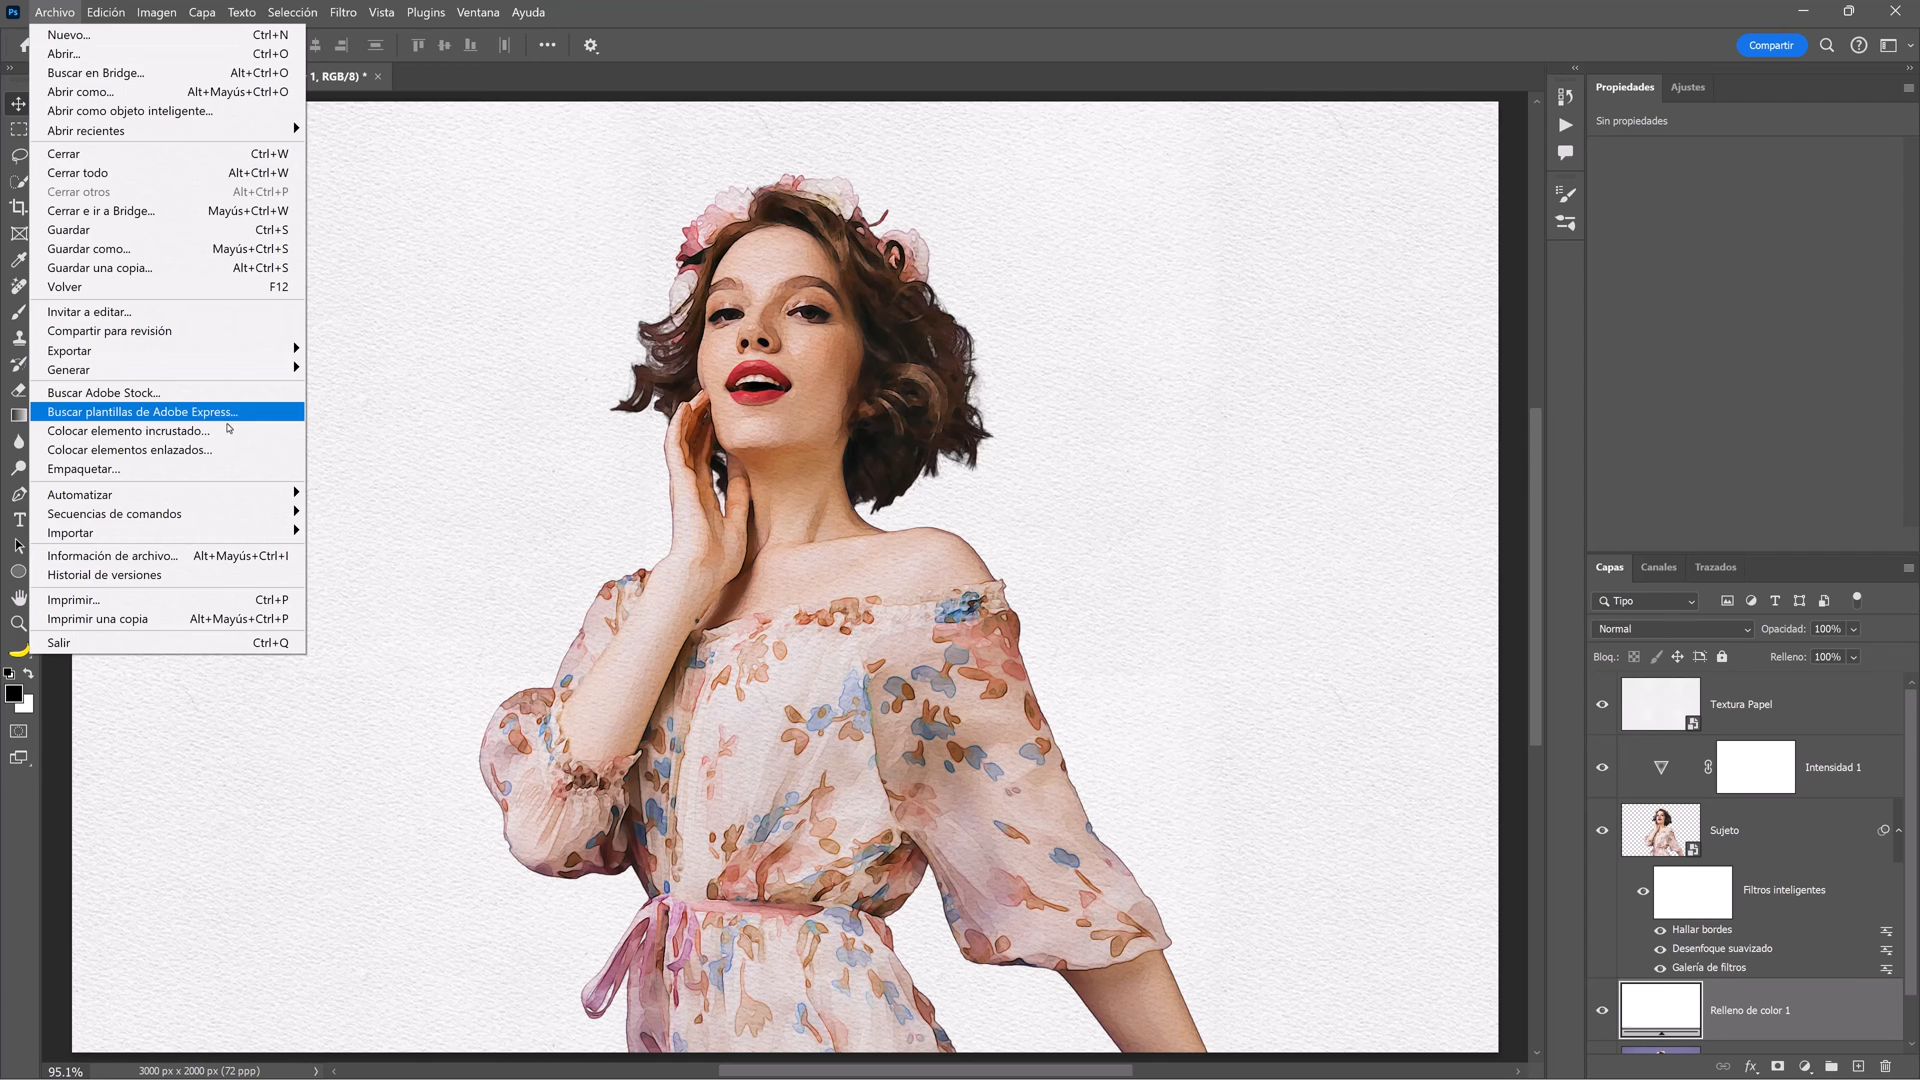 Ps Archivo Edición Imagen Capa Texto Selección Filtro Vista Plugins Ventana Ayuda
Compartir
1, RGB/8) *
Nuevo... Ctrl+N
Abrir... Ctrl+O
Buscar en Bridge... Alt+Ctrl+O
Abrir como... Alt+Mayús+Ctrl+O
Abrir como objeto inteligente...
Abrir recientes
Cerrar Ctrl+W
Cerrar todo Alt+Ctrl+W
Cerrar otros Alt+Ctrl+P
Cerrar e ir a Bridge... Mayús+Ctrl+W
Guardar Ctrl+S
Guardar como... Mayús+Ctrl+S
Guardar una copia... Alt+Ctrl+S
Volver F12
Invitar a editar...
Compartir para revisión
Exportar
Generar
Buscar Adobe Stock...
Buscar plantillas de Adobe Express...
Colocar elemento incrustado...
Colocar elementos enlazados...
Empaquetar...
Automatizar
Secuencias de comandos
Importar
Información de archivo... Alt+Mayús+Ctrl+I
Historial de versiones
Imprimir... Ctrl+P
Imprimir una copia Alt+Mayús+Ctrl+P
Salir Ctrl+Q
Propiedades Ajustes
Sin propiedades
Capas Canales Trazados
Tipo
Normal Opacidad: 100%
Bloq.: Relleno: 100%
Textura Papel
Intensidad 1
Sujeto
Filtros inteligentes
Hallar bordes
Desenfoque suavizado
Galería de filtros
Relleno de color 1
95.1% 3000 px x 2000 px (72 ppp)